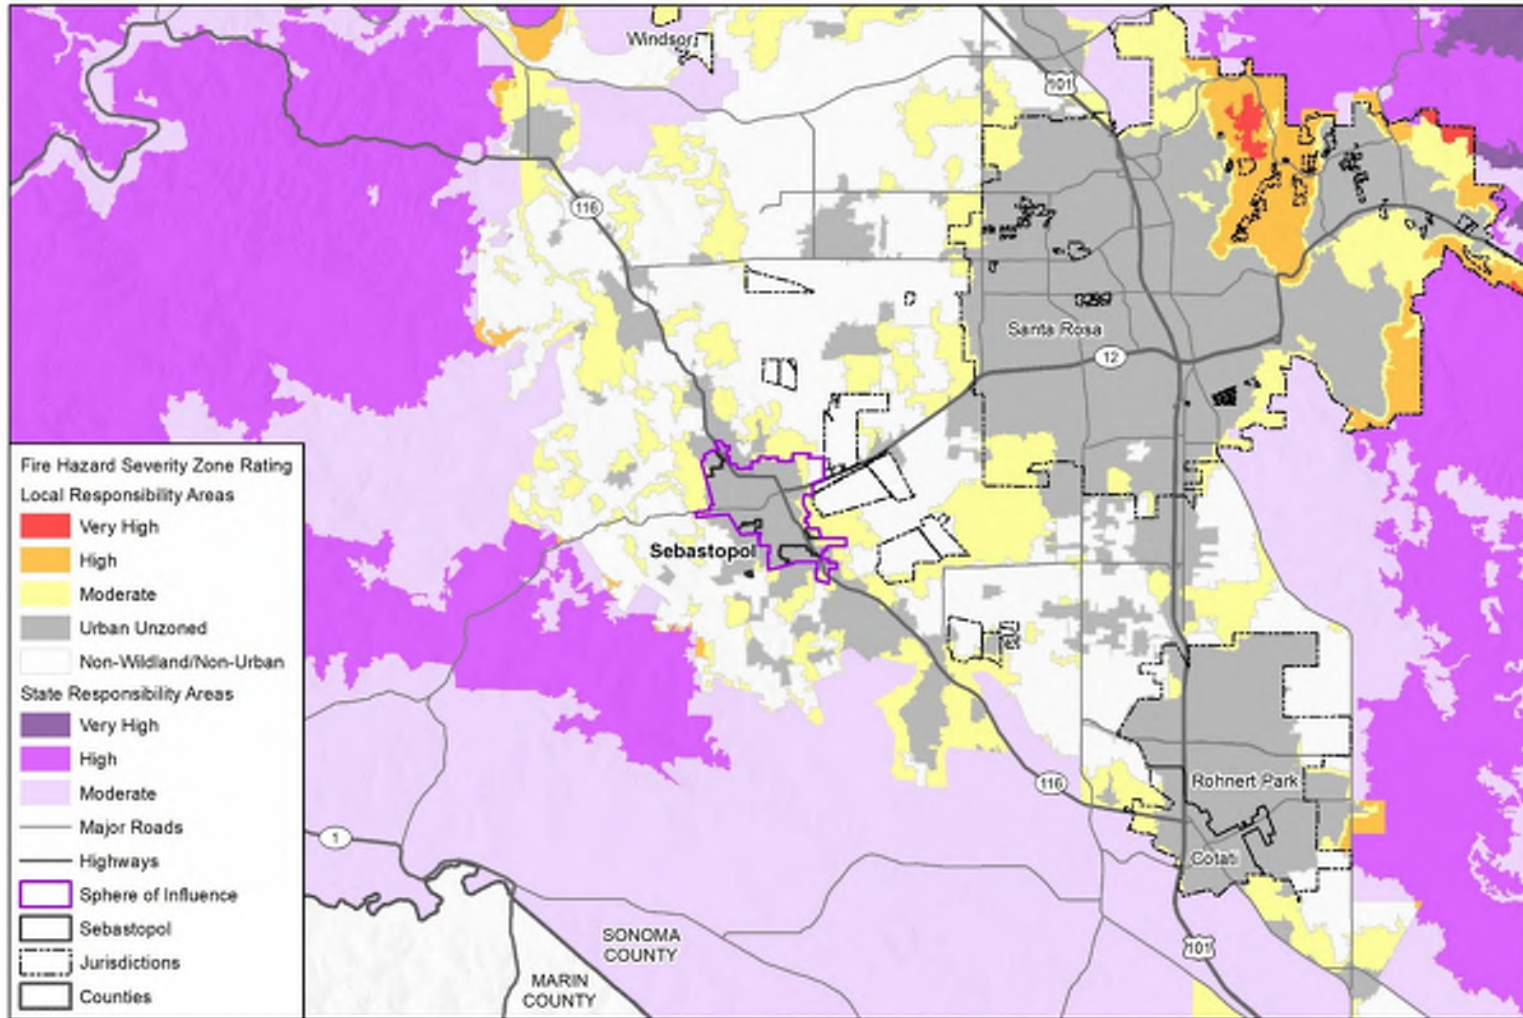 Windsor
101
116
Santa Rosa
12
Fire Hazard Severity Zone Rating
Local Responsibility Areas
Very High
High
Moderate
Urban Unzoned
Non-Wildland/Non-Urban
State Responsibility Areas
Very High
High
Moderate
Major Roads
Highways
Sphere of Influence
Sebastopol
Jurisdictions
Counties
Sebastopol
116
Rohnert Park
1
Cotati
SONOMA
COUNTY
101
MARIN
COUNTY